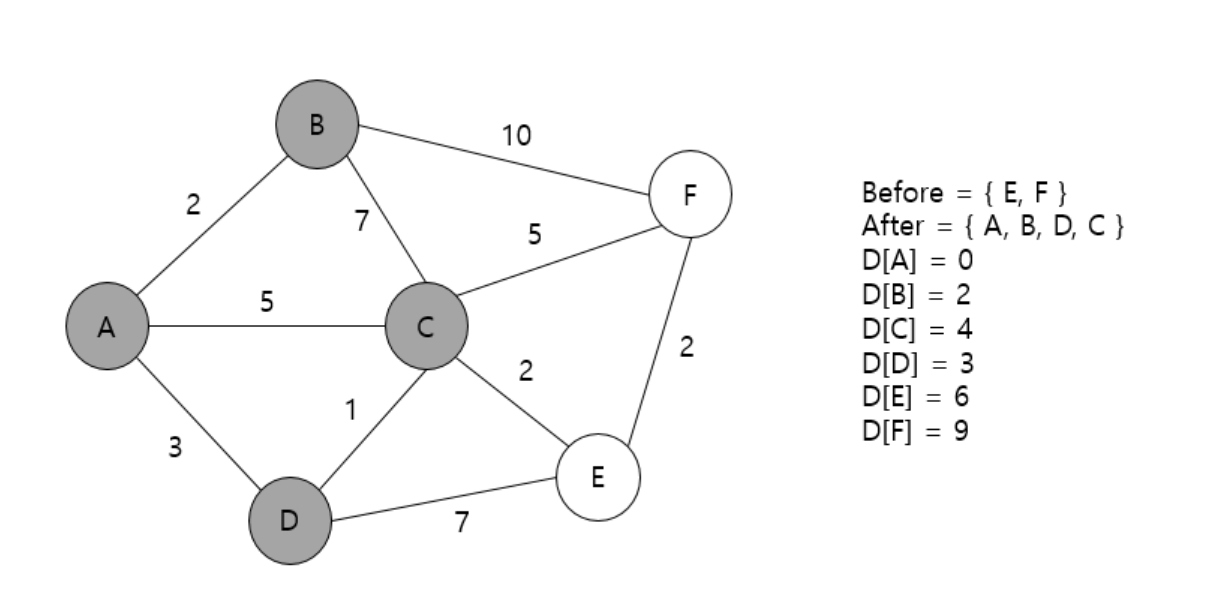 B
10
F
2
7
5
5
A
C
2
2
1
3
E
D
7
Before = { E, F }
After = { A, B, D, C }
D[A] = 0
D[B] = 2
D[C] = 4
D[D] = 3
D[E] = 6
D[F] = 9